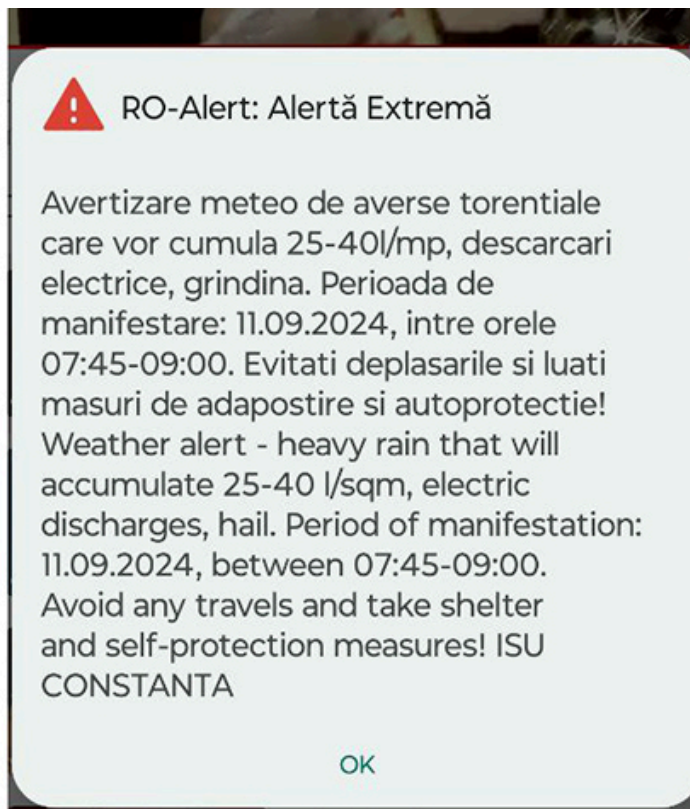 RO-Alert: Alertă Extremă
Avertizare meteo de averse torentiale
care vor cumula 25-40l/mp, descarcari
electrice, grindina. Perioada de
manifestare: 11.09.2024, intre orele
07:45-09:00. Evitati deplasarile si luati
masuri de adapostire si autoprotectie!
Weather alert - heavy rain that will
accumulate 25-40 l/sqm, electric
discharges, hail. Period of manifestation:
11.09.2024, between 07:45-09:00.
Avoid any travels and take shelter
and self-protection measures! ISU
CONSTANTA
OK